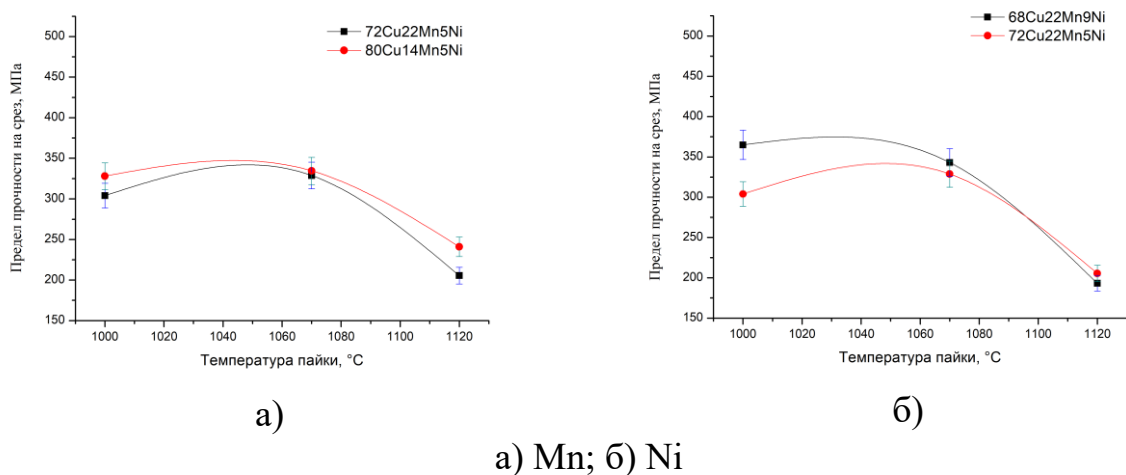 72Cu22Mn5Ni
80Cu14Mn5Ni
Предел прочности на срез, МПа
500
450
400
350
300
250
200
150
1000
1020
1040
1060
1080
1100
1120
Температура пайки, °C
а)
68Cu22Mn9Ni
72Cu22Mn5Ni
Предел прочности на срез, МПа
500
450
400
350
300
250
200
150
1000
1020
1040
1060
1080
1100
1120
Температура пайки, °C
б)
а) Mn; б) Ni